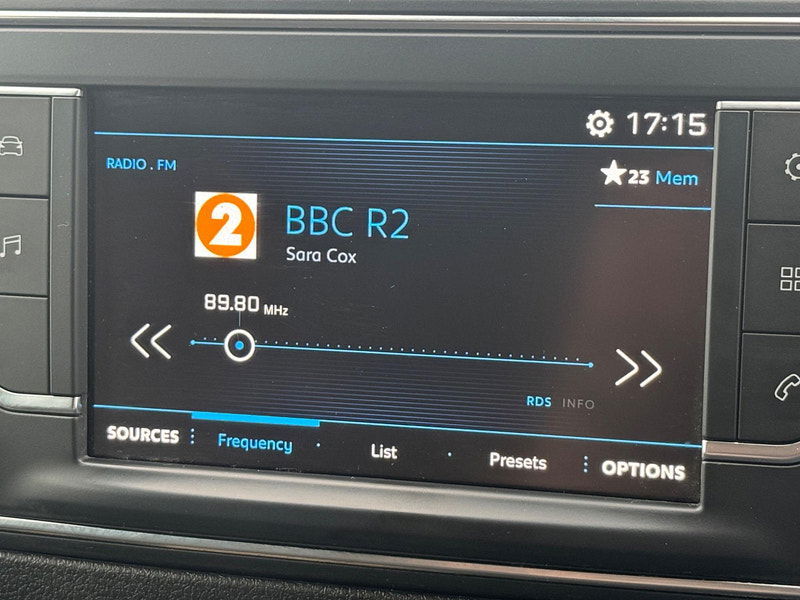 17:15
RADIO . FM
23 Mem
2
BBC R2
Sara Cox
89.80 MHz
RDS INFO
SOURCES Frequency List Presets OPTIONS